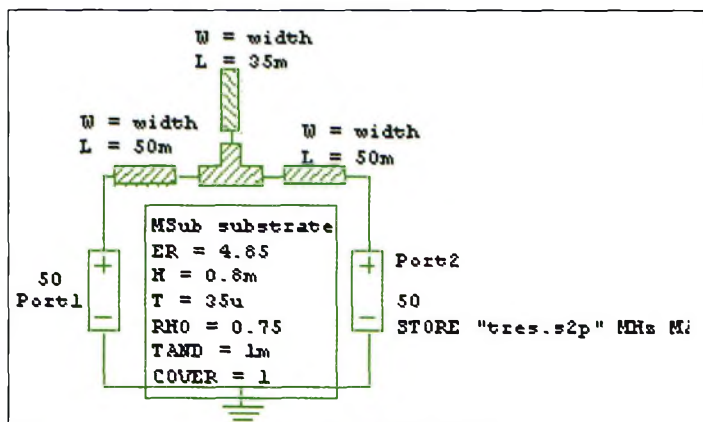 W = width
L = 35m
W = width
L = 50m
W = width
L = 50m
MSub substrate
ER = 4.85
H = 0.8m
T = 35u
RHO = 0.75
TAND = 1m
COVER = 1
50
Port1
+
−
+
−
Port2
50
STORE "tres.s2p" MHz